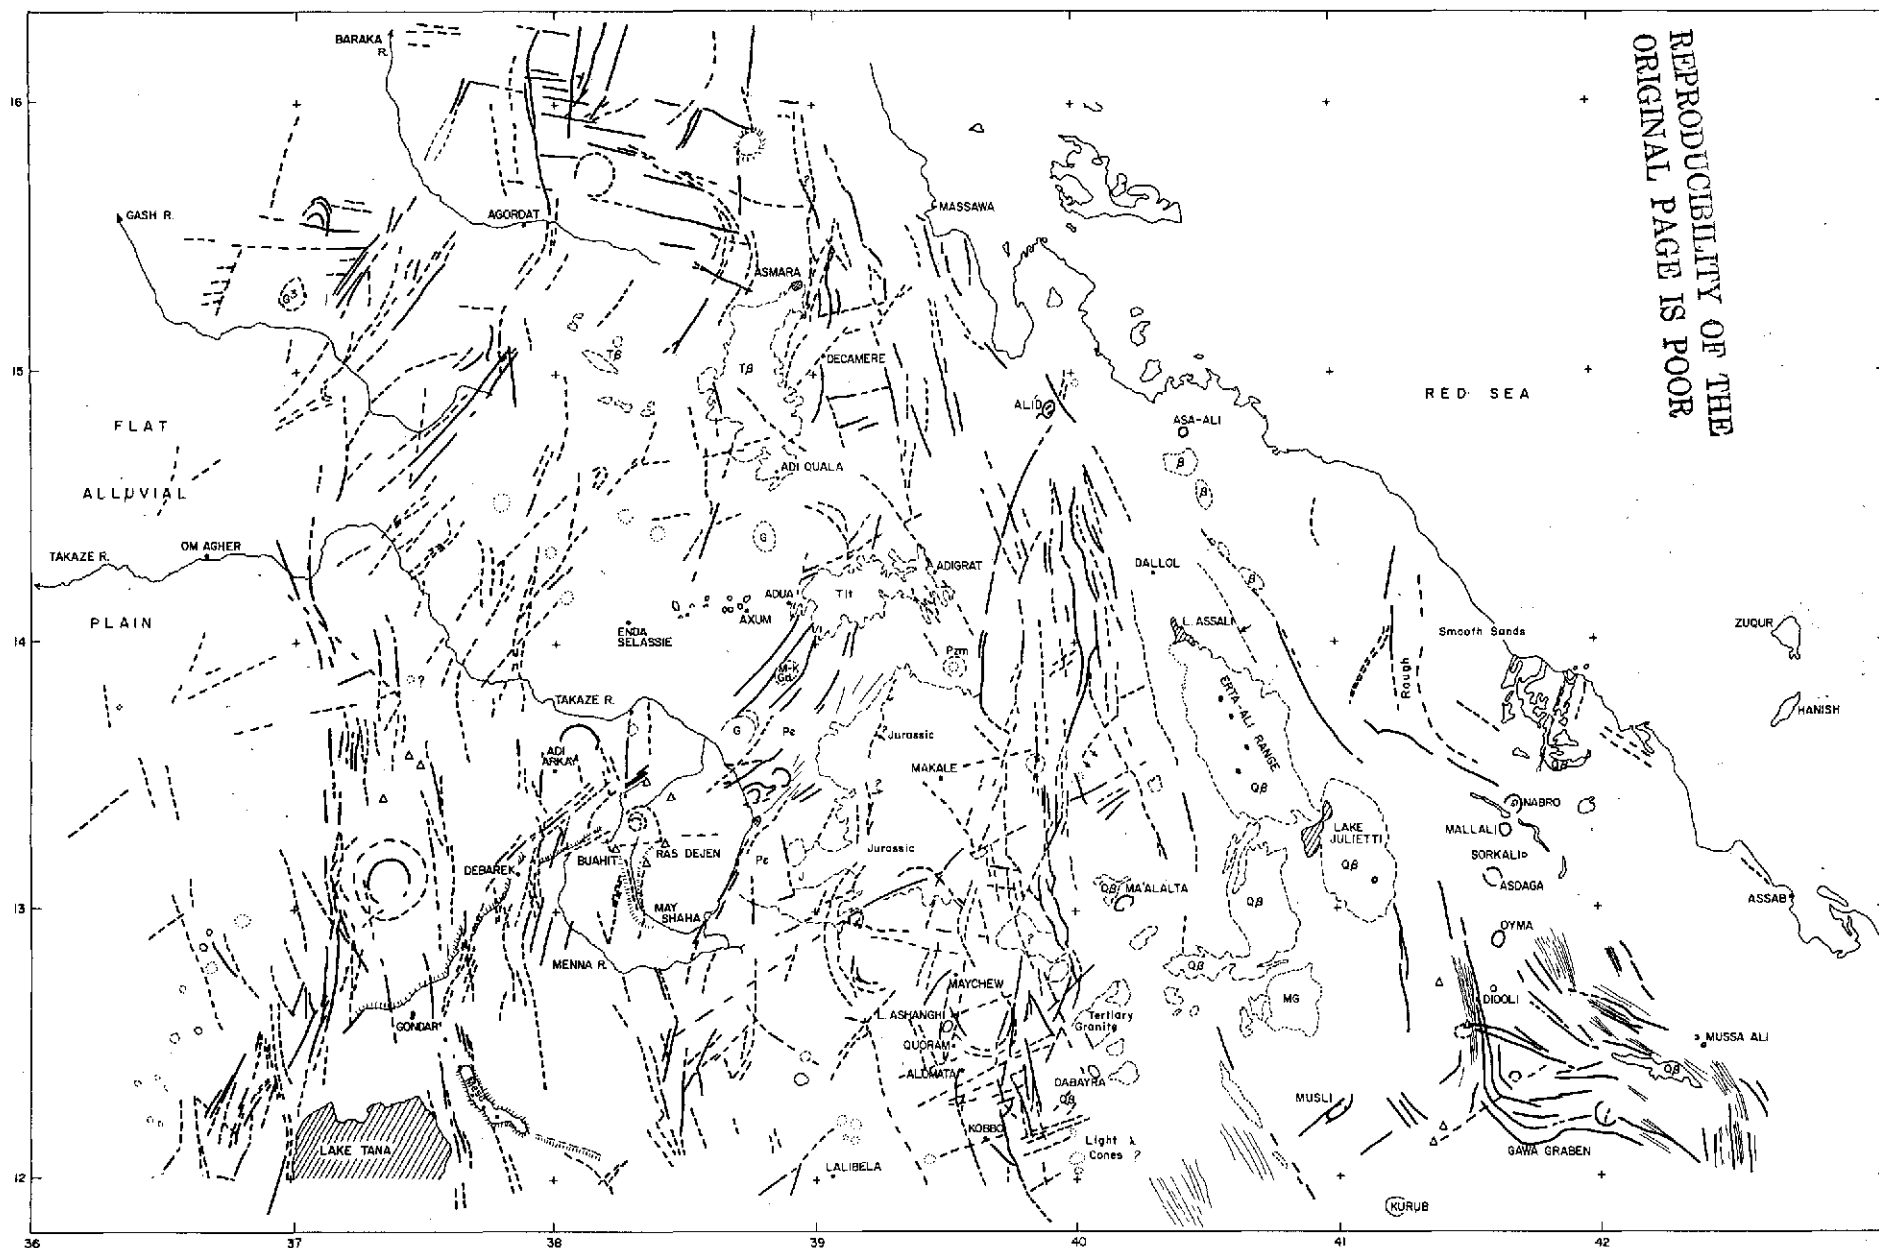 REPRODUCIBILITY OF THE
ORIGINAL PAGE IS POOR
BARAKA
R.
16
GASH R.
AGORDAT
MASSAWA
ASMARA
Tβ
Tβ
DECAMERE
15
ALID
RED SEA
ASA-ALI
β
FLAT
ADI QUALA
ALLUVIAL
β
G
TAKAZE R.
OM AGHER
ADIGRAT
DALLOL
β
ADUA
Tlt
AXUM
PLAIN
ENDA
SELASSIE
L. ASSALI
14
Smooth Sands
ZUQUR
Pzm
?
Rough
TAKAZE R.
ERTA-ALI RANGE
HANISH
G
Pε
?
Jurassic
ADI
ARKAY
MAKALE
?
Qβ
Qβ
NABRO
MALLALI
LAKE
JULIETTI
BUAHIT
RAS DEJEN
Jurassic
SORKALI
DEBAREK
Pε
Qβ
MA'ALALTA
Qβ
ASDAGA
13
MAY
SHAHA
Qβ
ASSAB
OYMA
MENNA R.
Qβ
MAYCHEW
MG
DIDOLI
GONDAR
L. ASHANGHI
Tertiary
Granite
QUORAM
MUSSA ALI
ALOMATA
DABAYRA
Qβ
Qβ
MUSLI
KOBBO
Light λ
Cones ?
LAKE TANA
GAWA GRABEN
LALIBELA
12
KURUB
36
37
38
39
40
41
42